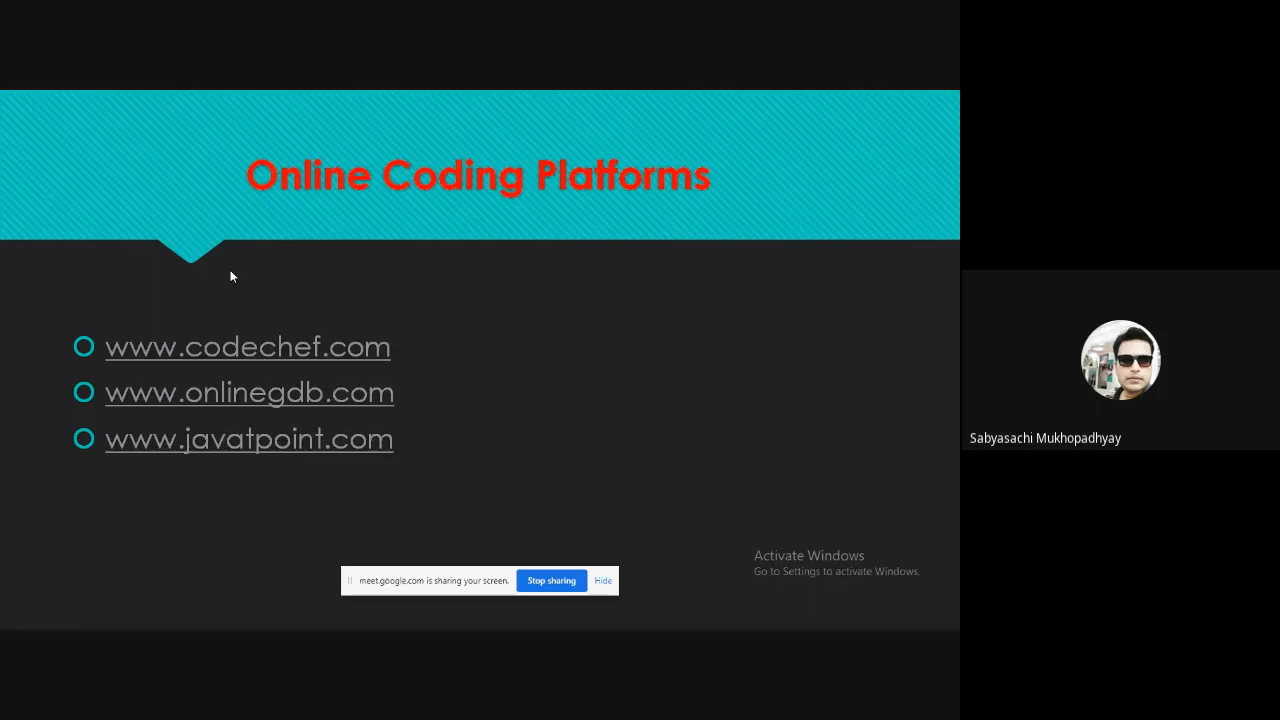 Online Coding Platforms
www.codechef.com
www.onlinegdb.com
www.javatpoint.com
Sabyasachi Mukhopadhyay
Activate Windows
Go to Settings to activate Windows.
meet.google.com is sharing your screen. Stop sharing Hide